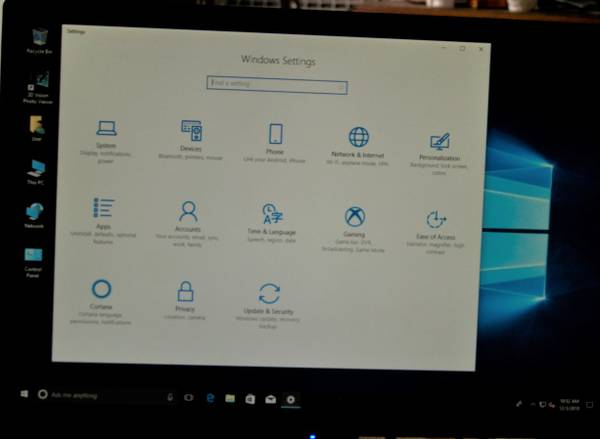 Settings
Windows Settings
Find a setting
Recycle Bin
3D Vision
Photo Viewer
User
This PC
Network
Control
Panel
System
Display, notifications,
power
Devices
Bluetooth, printers, mouse
Phone
Link your Android, iPhone
Network & Internet
Wi-Fi, airplane mode, VPN
Personalization
Background, lock screen,
colors
Apps
Uninstall, defaults, optional
features
Accounts
Your accounts, email, sync,
work, family
Time & Language
Speech, region, date
Gaming
Game bar, DVR,
broadcasting, Game Mode
Ease of Access
Narrator, magnifier, high
contrast
Cortana
Cortana language,
permissions, notifications
Privacy
Location, camera
Update & Security
Windows Update, recovery,
backup
Ask me anything
AM